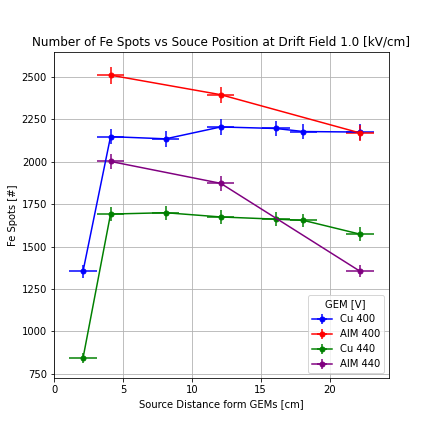 Number of Fe Spots vs Souce Position at Drift Field 1.0 [kV/cm]
Fe Spots [#]
2500
2250
2000
1750
1500
1250
1000
750
0 5 10 15 20
Source Distance form GEMs [cm]
GEM [V]
Cu 400
AlM 400
Cu 440
AlM 440